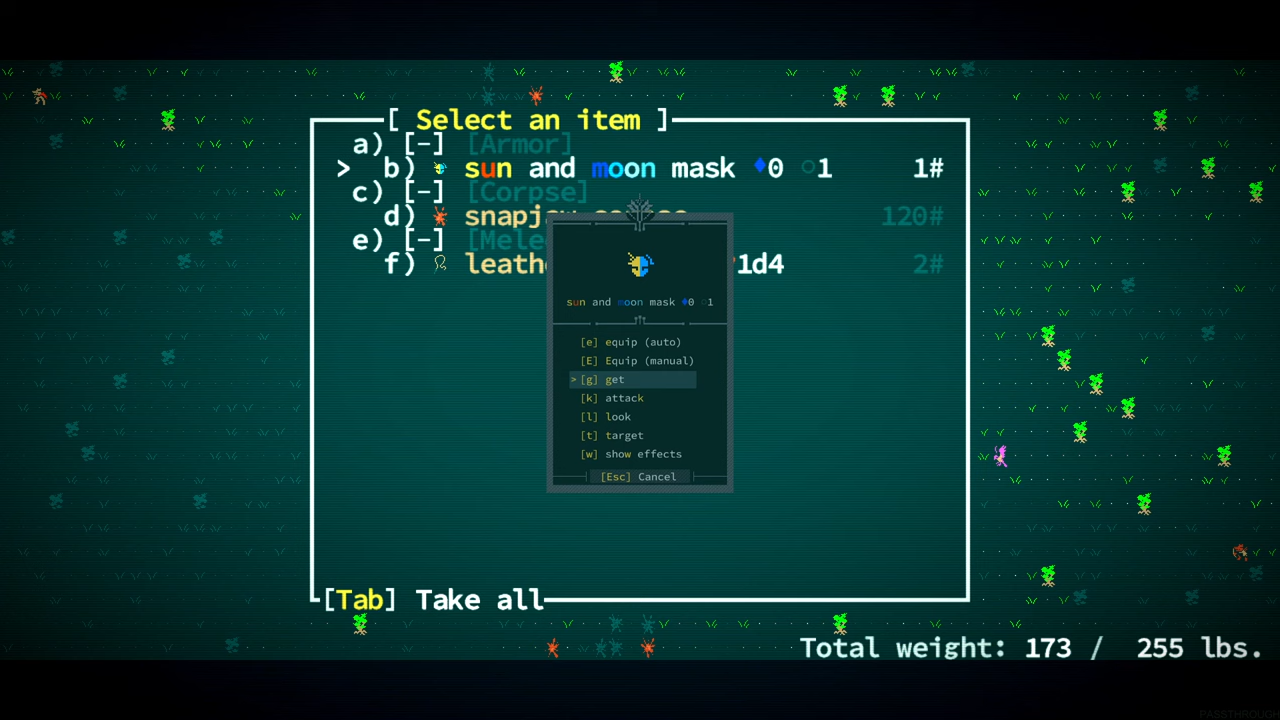 [ Select an item ]
a) [-] [Armor]
> b) sun and moon mask ♦0 ○1 1#
c) [-] [Corpse]
d) snapjaw corpse 120#
e) [-] [Mele
f) leathe 1d4 2#
sun and moon mask ♦0 ○1
[e] equip (auto)
[E] Equip (manual)
>[g] get
[k] attack
[l] look
[t] target
[w] show effects
[Esc] Cancel
[Tab] Take all
Total weight: 173 / 255 lbs.